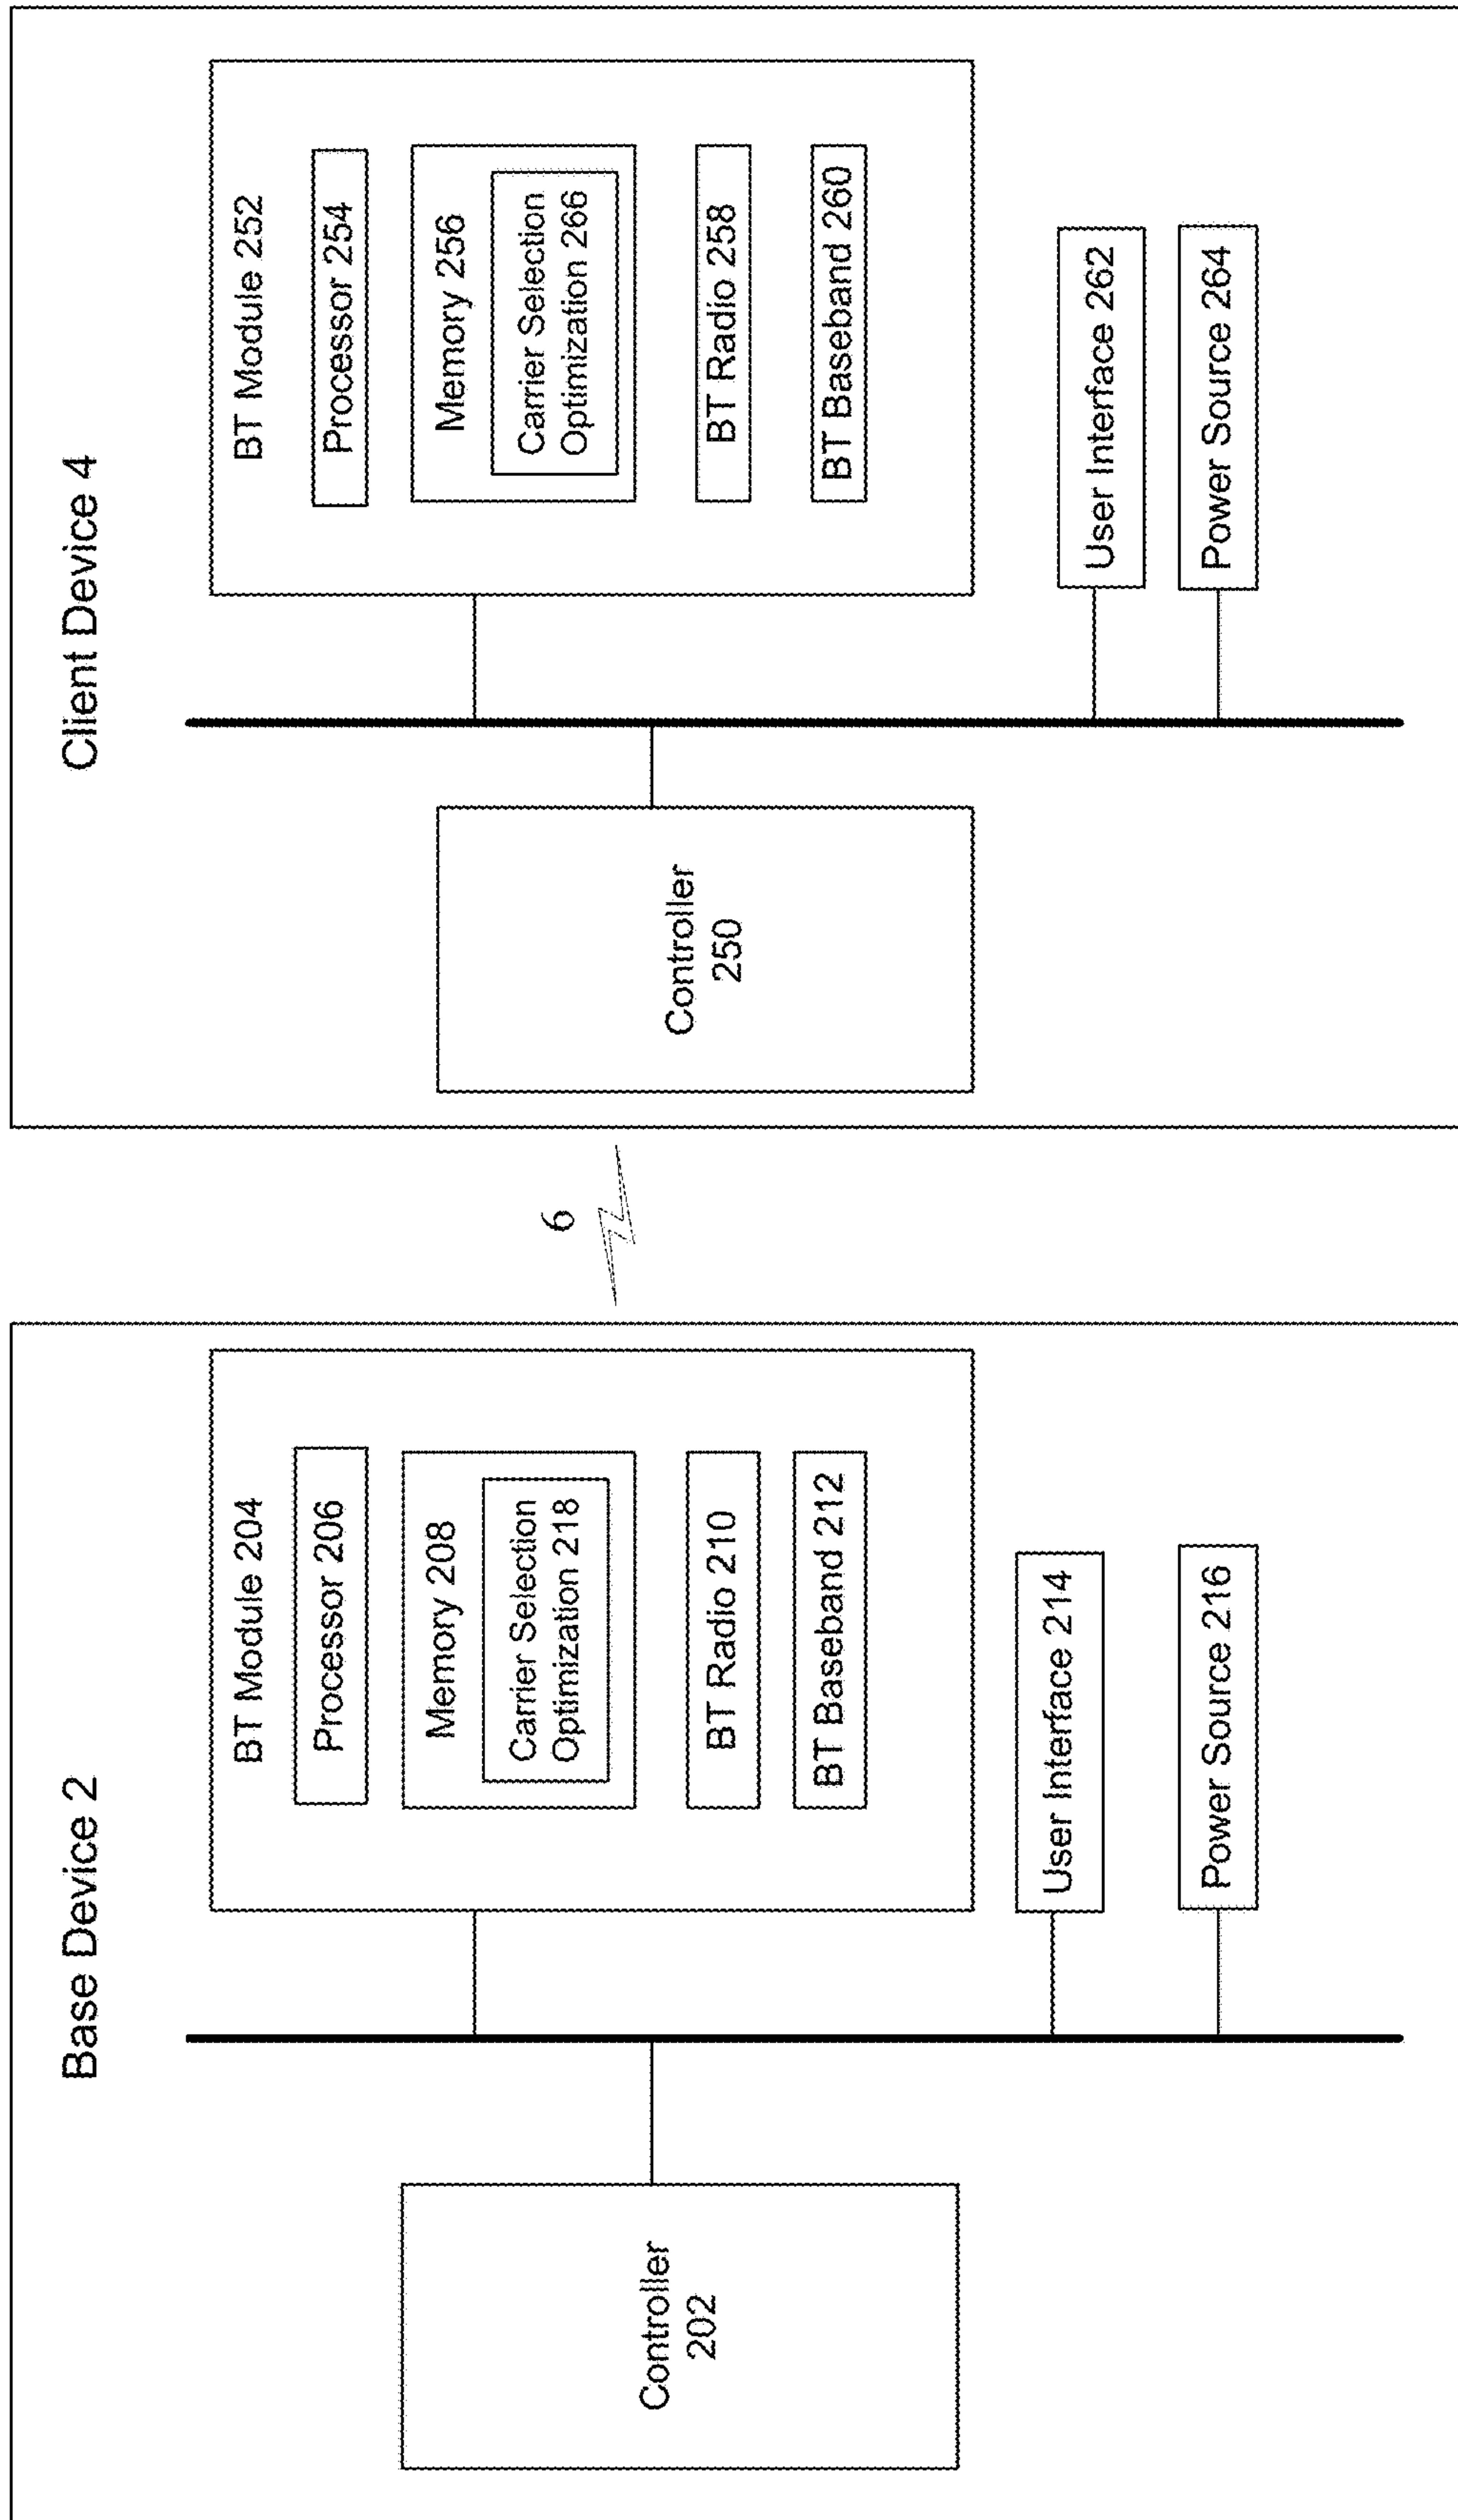 Base Device 2
BT Module 204
Processor 206
Memory 208
Carrier Selection
Optimization 218
BT Radio 210
BT Baseband 212
User Interface 214
Power Source 216
Controller
202
6
Client Device 4
BT Module 252
Processor 254
Memory 256
Carrier Selection
Optimization 266
BT Radio 258
BT Baseband 260
User Interface 262
Power Source 264
Controller
250